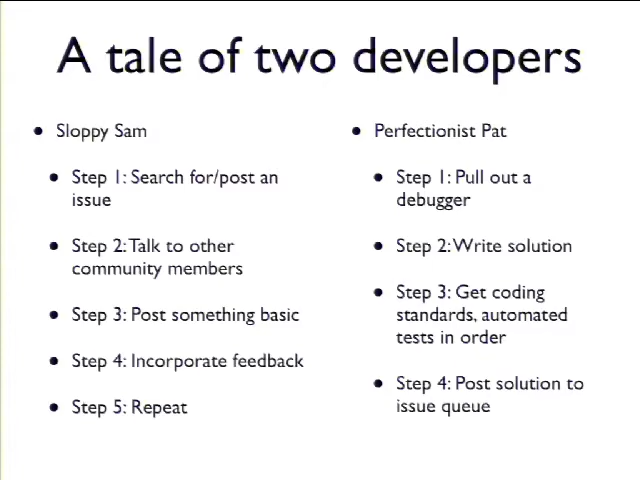 A tale of two developers
• Sloppy Sam
• Step 1: Search for/post an
issue
• Step 2: Talk to other
community members
• Step 3: Post something basic
• Step 4: Incorporate feedback
• Step 5: Repeat
• Perfectionist Pat
• Step 1: Pull out a
debugger
• Step 2: Write solution
• Step 3: Get coding
standards, automated
tests in order
• Step 4: Post solution to
issue queue